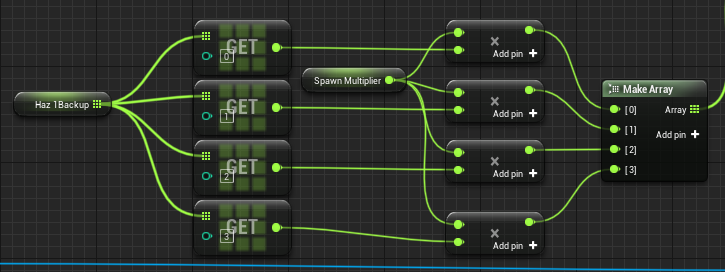 Haz 1Backup
GET
0
GET
1
GET
2
GET
3
Spawn Multiplier
×
Add pin +
×
Add pin +
×
Add pin +
×
Add pin +
Make Array
[0] Array
[1] Add pin +
[2]
[3]